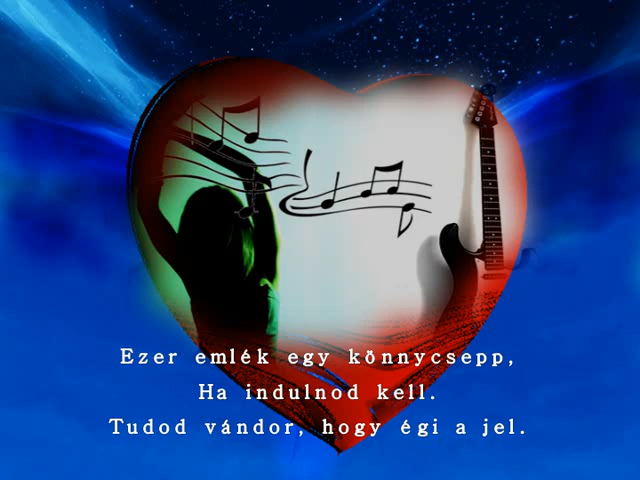 Ezer emlék egy könnycsepp,
Ha indulnod kell.
Tudod vándor, hogy égi a jel.